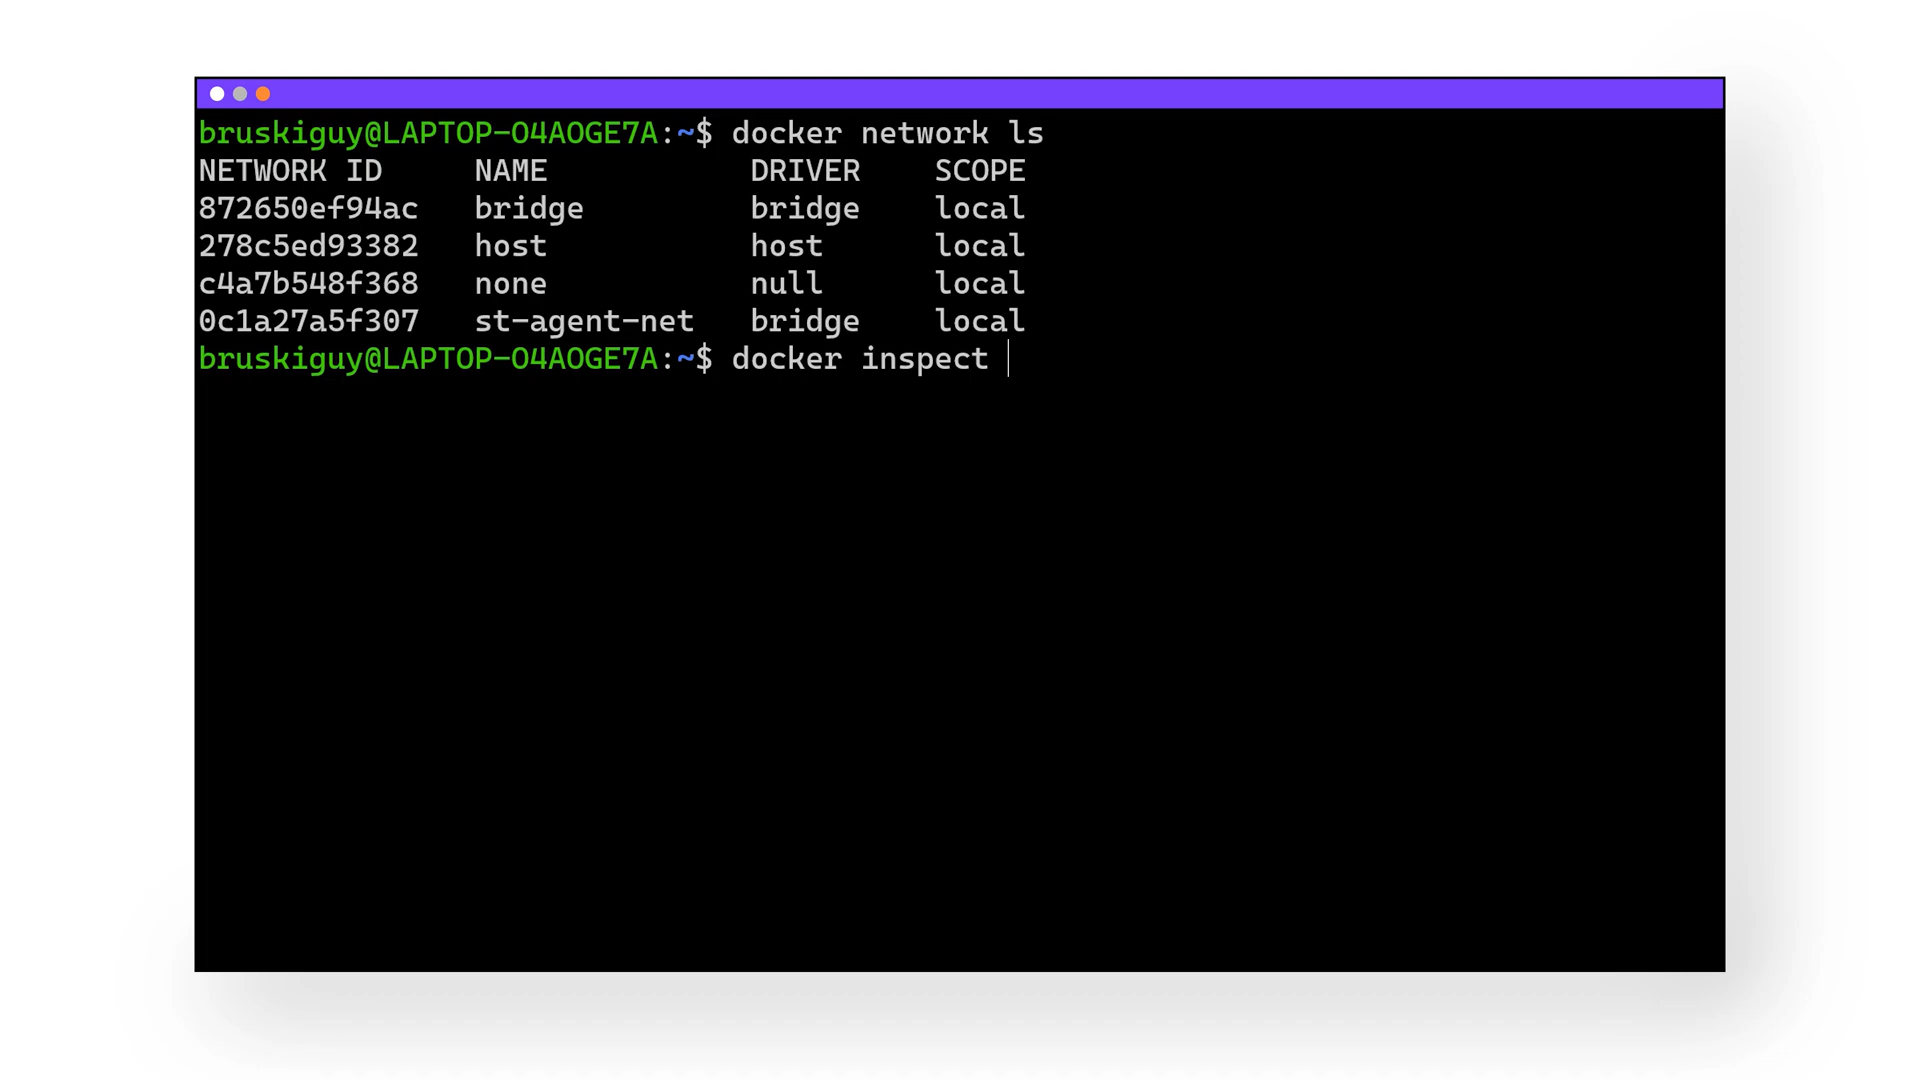 bruskiguy@LAPTOP-O4AOGE7A:~$ docker network ls
NETWORK ID     NAME           DRIVER    SCOPE
872650ef94ac   bridge         bridge    local
278c5ed93382   host           host      local
c4a7b548f368   none           null      local
0c1a27a5f307   st-agent-net   bridge    local
bruskiguy@LAPTOP-O4AOGE7A:~$ docker inspect